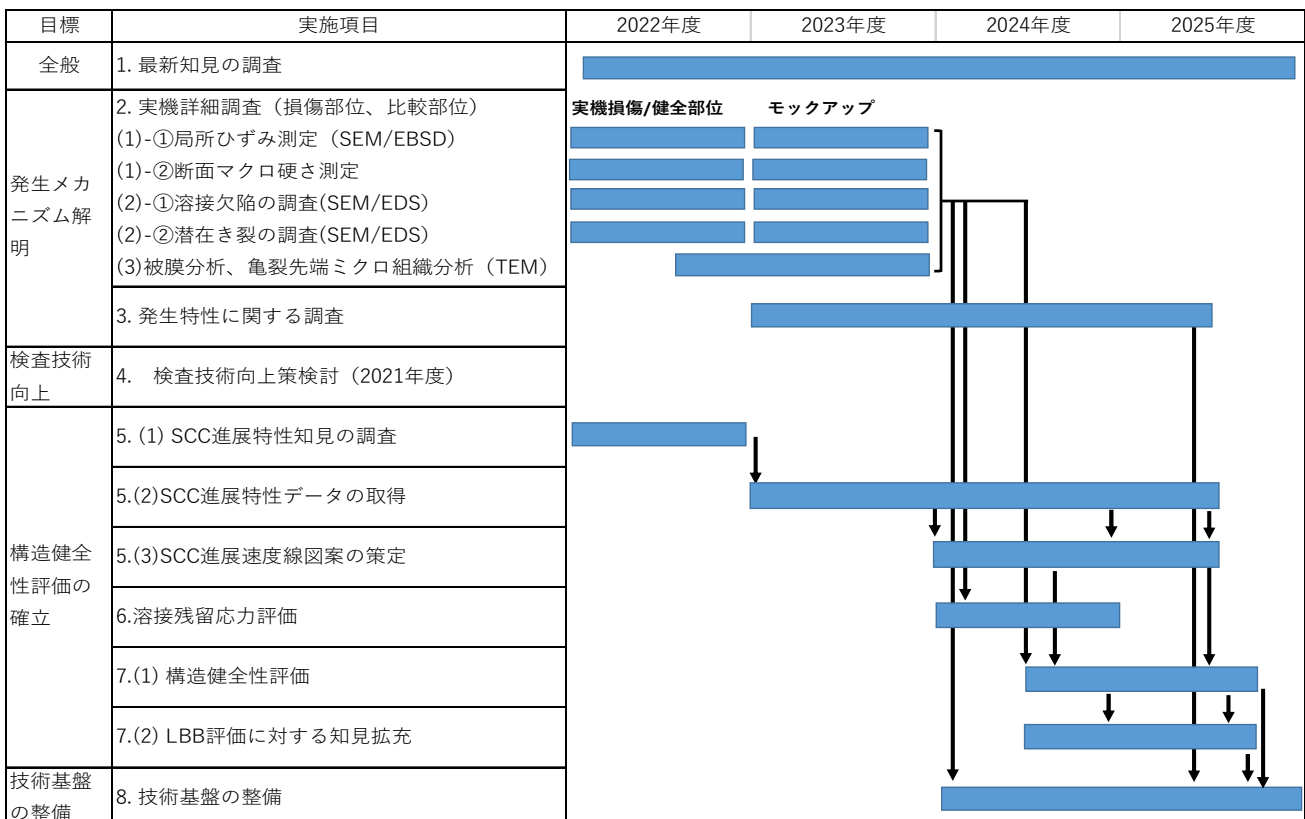 目標 実施項目 2022年度 2023年度 2024年度 2025年度
全般 1. 最新知見の調査
発生メカ
ニズム解
明
2. 実機詳細調査（損傷部位、比較部位）
実機損傷/健全部位 モックアップ
(1)-①局所ひずみ測定（SEM/EBSD）
(1)-②断面マクロ硬さ測定
(2)-①溶接欠陥の調査(SEM/EDS)
(2)-②潜在き裂の調査(SEM/EDS)
(3)被膜分析、亀裂先端ミクロ組織分析（TEM）
3. 発生特性に関する調査
検査技術
向上
4.　検査技術向上策検討（2021年度）
構造健全
性評価の
確立
5. (1) SCC進展特性知見の調査
5.(2)SCC進展特性データの取得
5.(3)SCC進展速度線図案の策定
6.溶接残留応力評価
7.(1) 構造健全性評価
7.(2) LBB評価に対する知見拡充
技術基盤
の整備
8. 技術基盤の整備